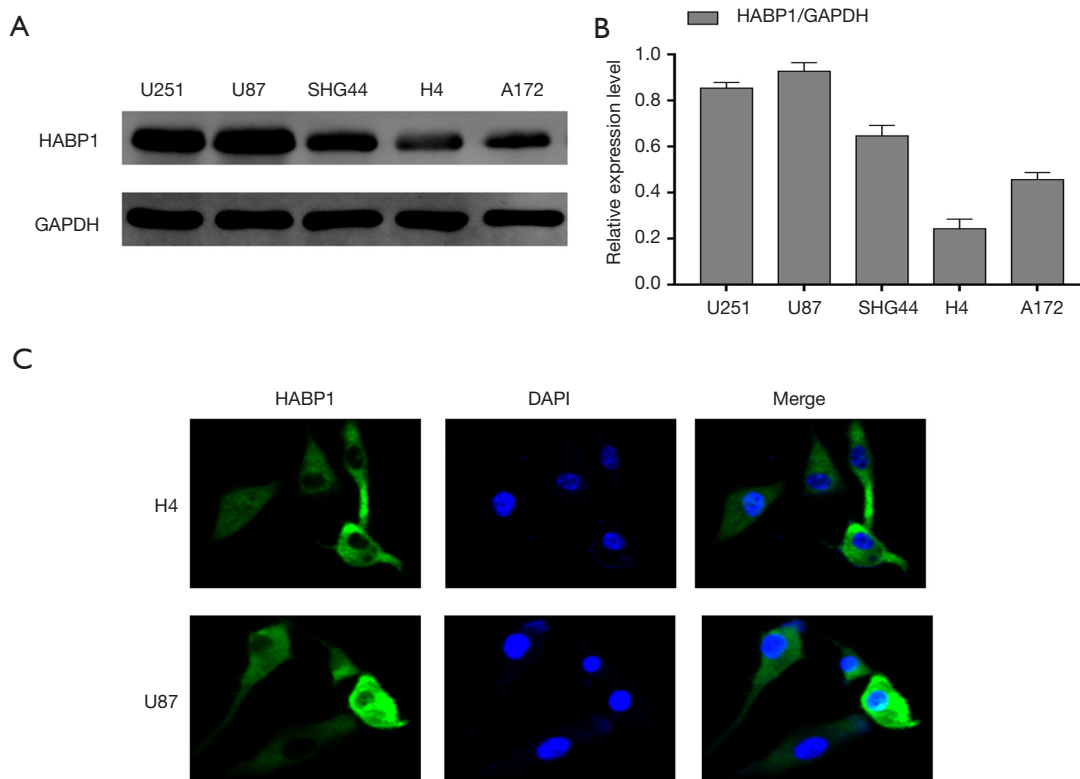 A
U251 U87 SHG44 H4 A172
HABP1
GAPDH
B
HABP1/GAPDH
Relative expression level
1.0
0.8
0.6
0.4
0.2
0.0
U251 U87 SHG44 H4 A172
C
HABP1 DAPI Merge
H4
U87